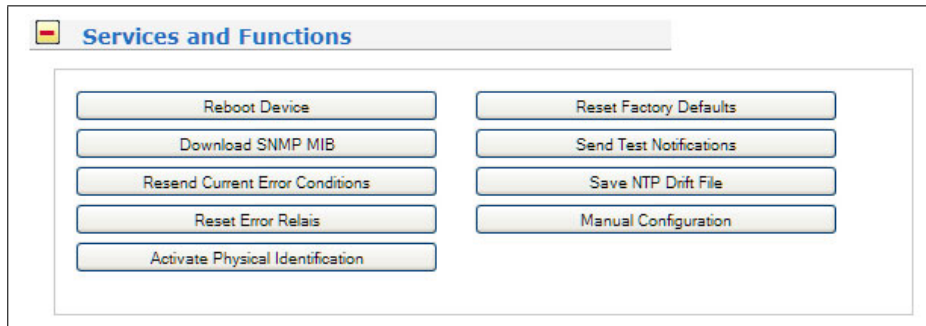 Services and Functions
Reboot Device
Reset Factory Defaults
Download SNMP MIB
Send Test Notifications
Resend Current Error Conditions
Save NTP Drift File
Reset Error Relais
Manual Configuration
Activate Physical Identification